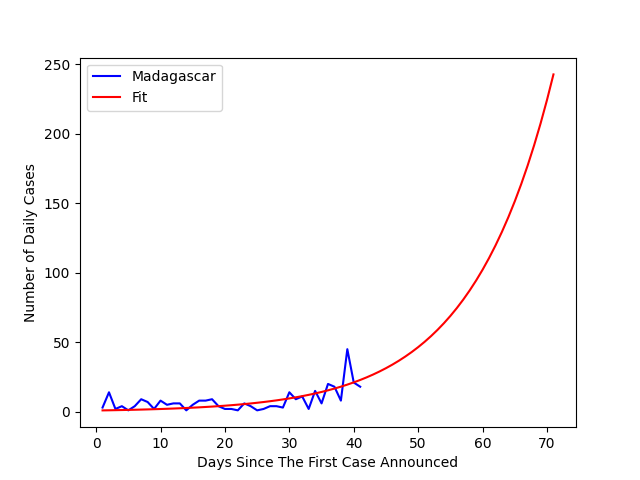 Madagascar
Fit
Number of Daily Cases
250
200
150
100
50
0
0 10 20 30 40 50 60 70
Days Since The First Case Announced